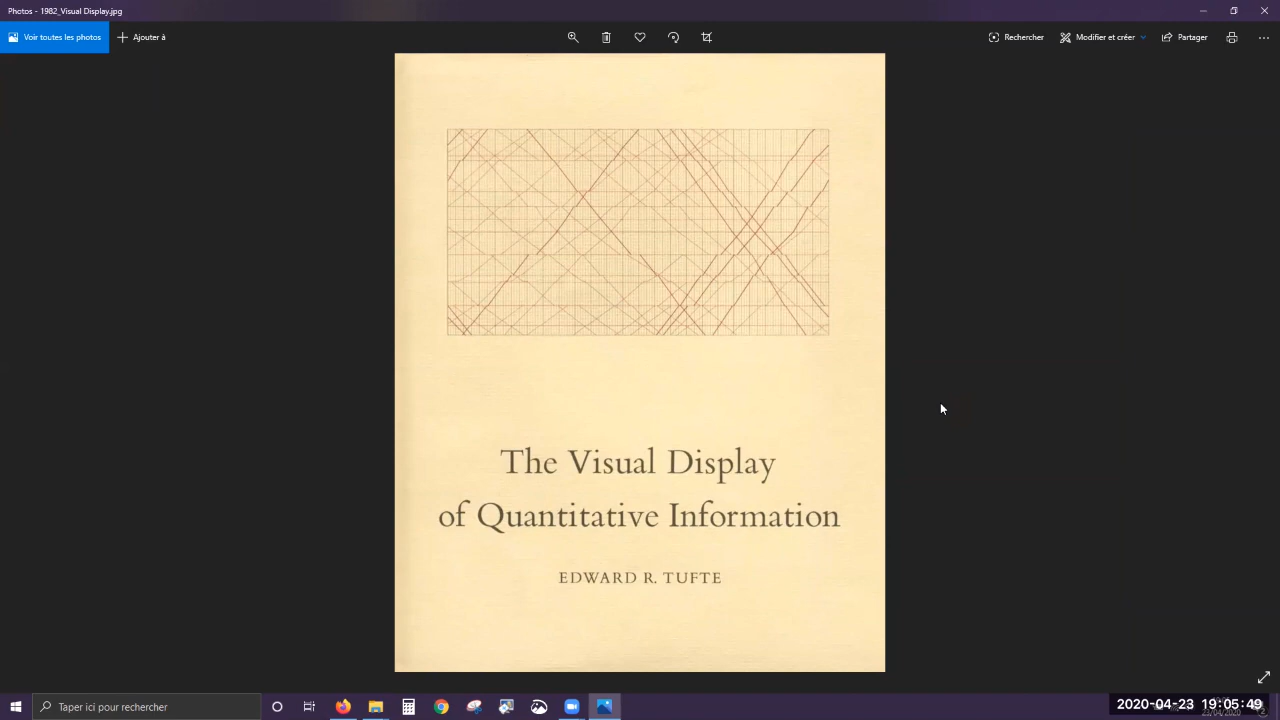 Photos - 1982_Visual Display.jpg
Voir toutes les photos
Ajouter à
Rechercher
Modifier et créer
Partager
The Visual Display
of Quantitative Information
EDWARD R. TUFTE
Taper ici pour rechercher
2020-04-23 19:05:49